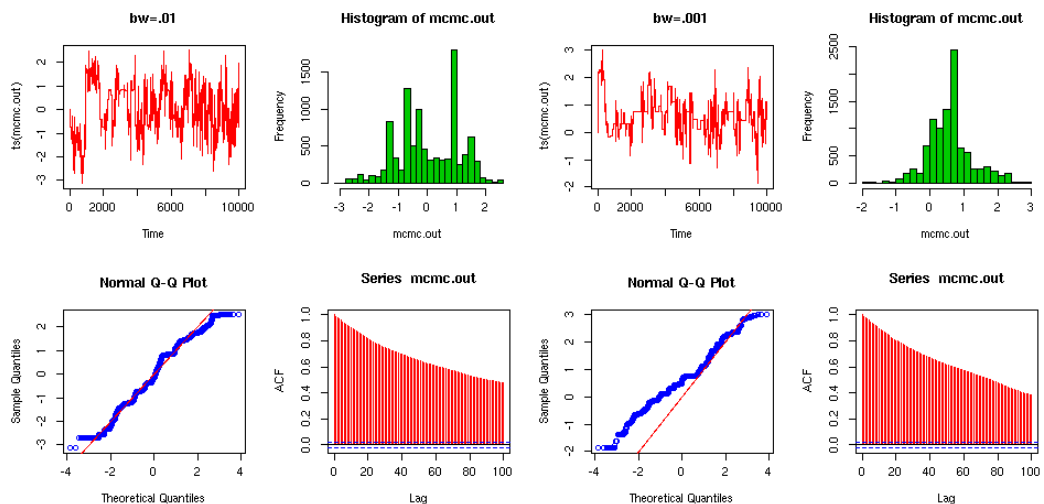 bw=.01
ts(mcmc.out)
-3 -2 -1 0 1 2
0 2000 6000 10000
Time
Histogram of mcmc.out
Frequency
0 500 1000 1500
-3 -2 -1 0 1 2
mcmc.out
bw=.001
ts(mcmc.out)
-2 -1 0 1 2 3
0 2000 6000 10000
Time
Histogram of mcmc.out
Frequency
0 500 1500 2500
-2 -1 0 1 2 3
mcmc.out
Normal Q-Q Plot
Sample Quantiles
-3 -2 -1 0 1 2
-4 -2 0 2 4
Theoretical Quantiles
Series mcmc.out
ACF
0.0 0.2 0.4 0.6 0.8 1.0
0 20 40 60 80 100
Lag
Normal Q-Q Plot
Sample Quantiles
-2 -1 0 1 2 3
-4 -2 0 2 4
Theoretical Quantiles
Series mcmc.out
ACF
0.0 0.2 0.4 0.6 0.8 1.0
0 20 40 60 80 100
Lag